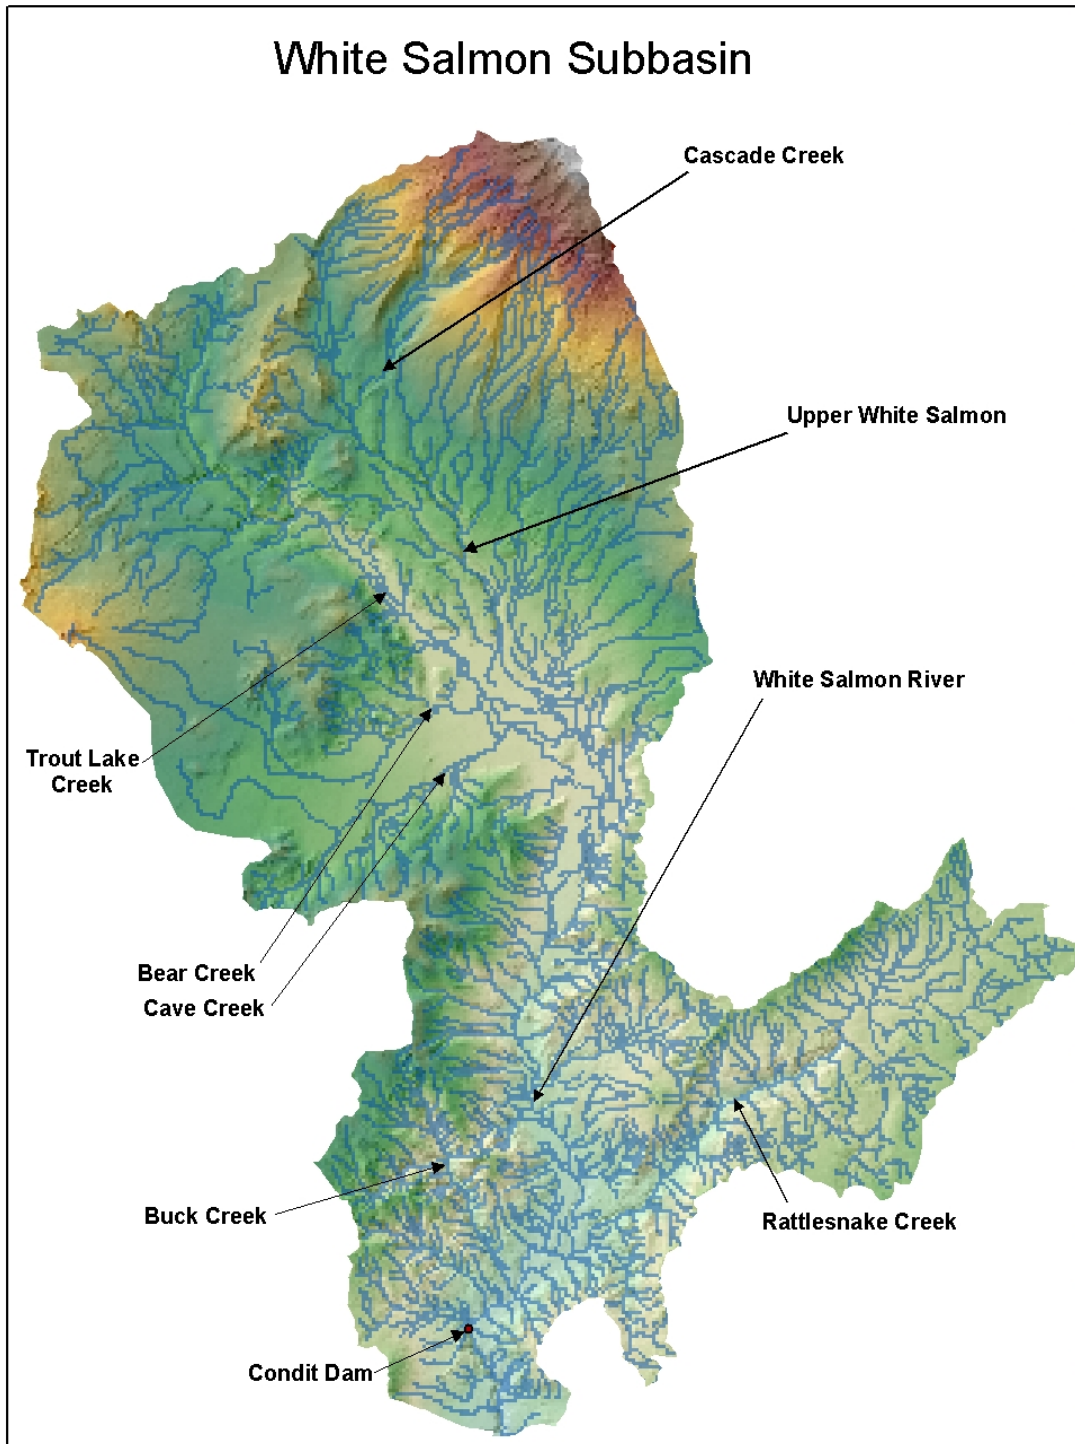 White Salmon Subbasin
Cascade Creek
Upper White Salmon
White Salmon River
Trout Lake
Creek
Bear Creek
Cave Creek
Buck Creek
Rattlesnake Creek
Condit Dam